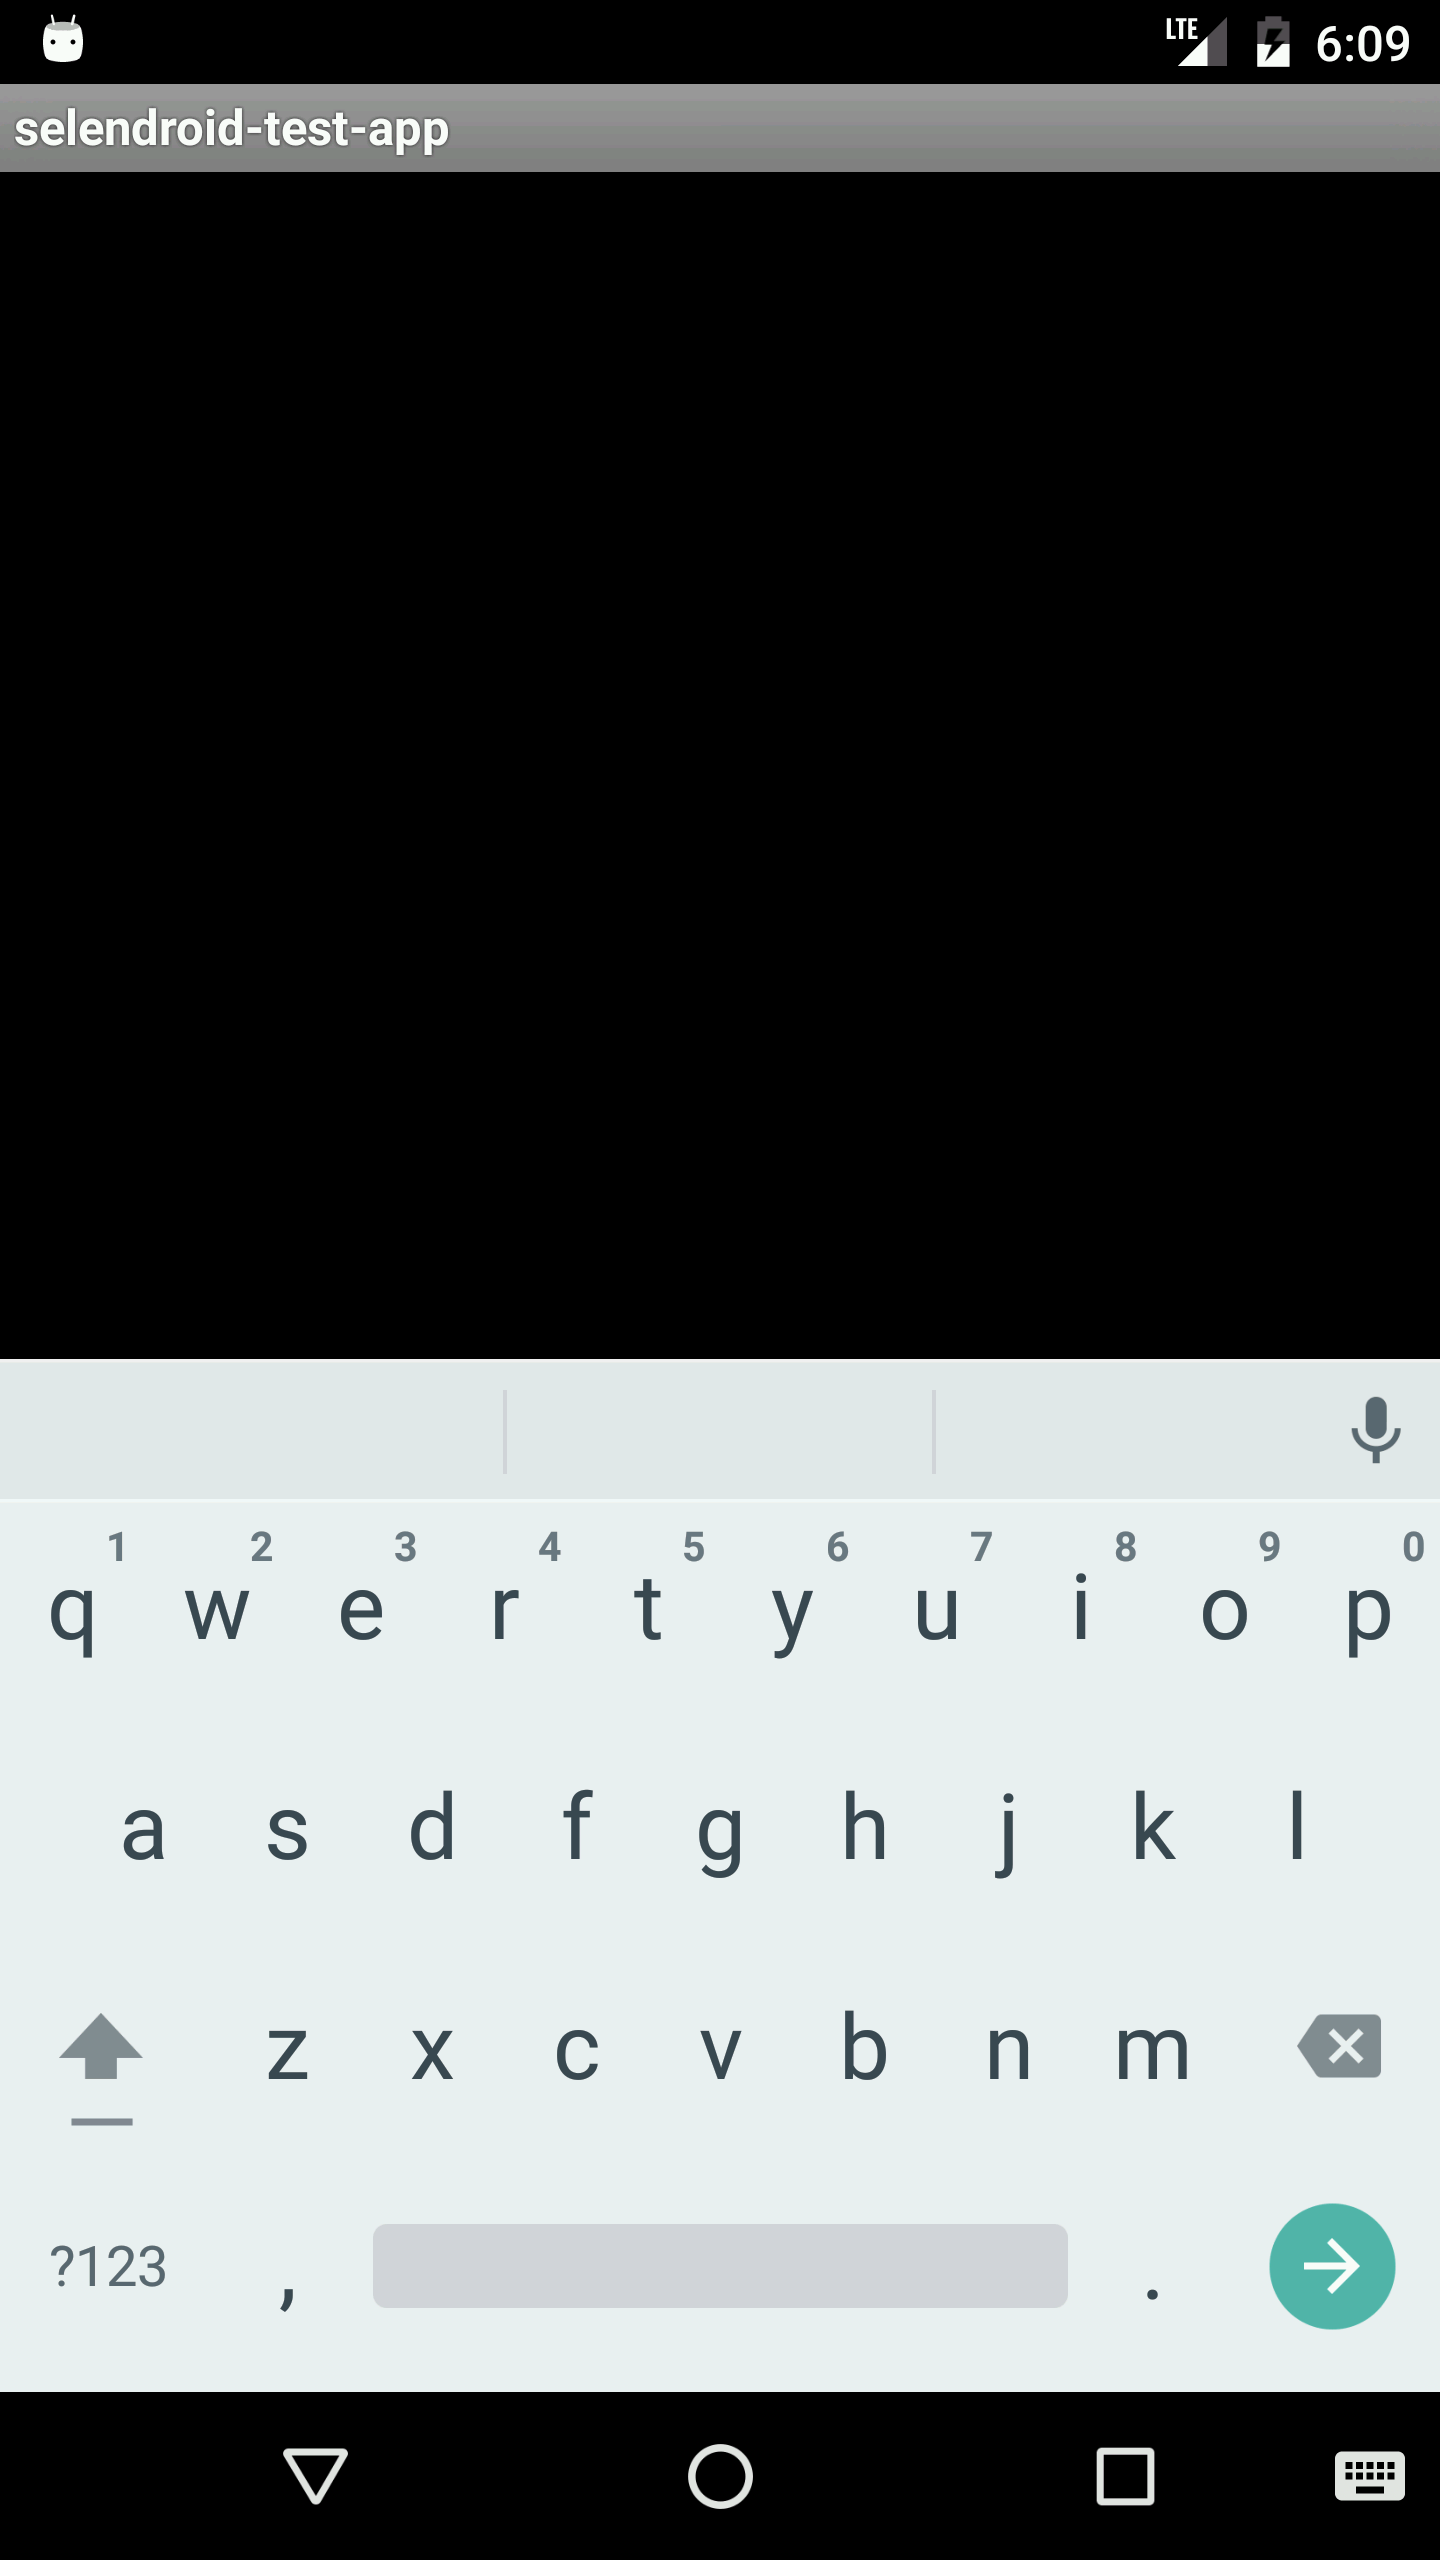 LTE 6:09
selendroid-test-app
1 2 3 4 5 6 7 8 9 0
q w e r t y u i o p
a s d f g h j k l
z x c v b n m
?123 , .